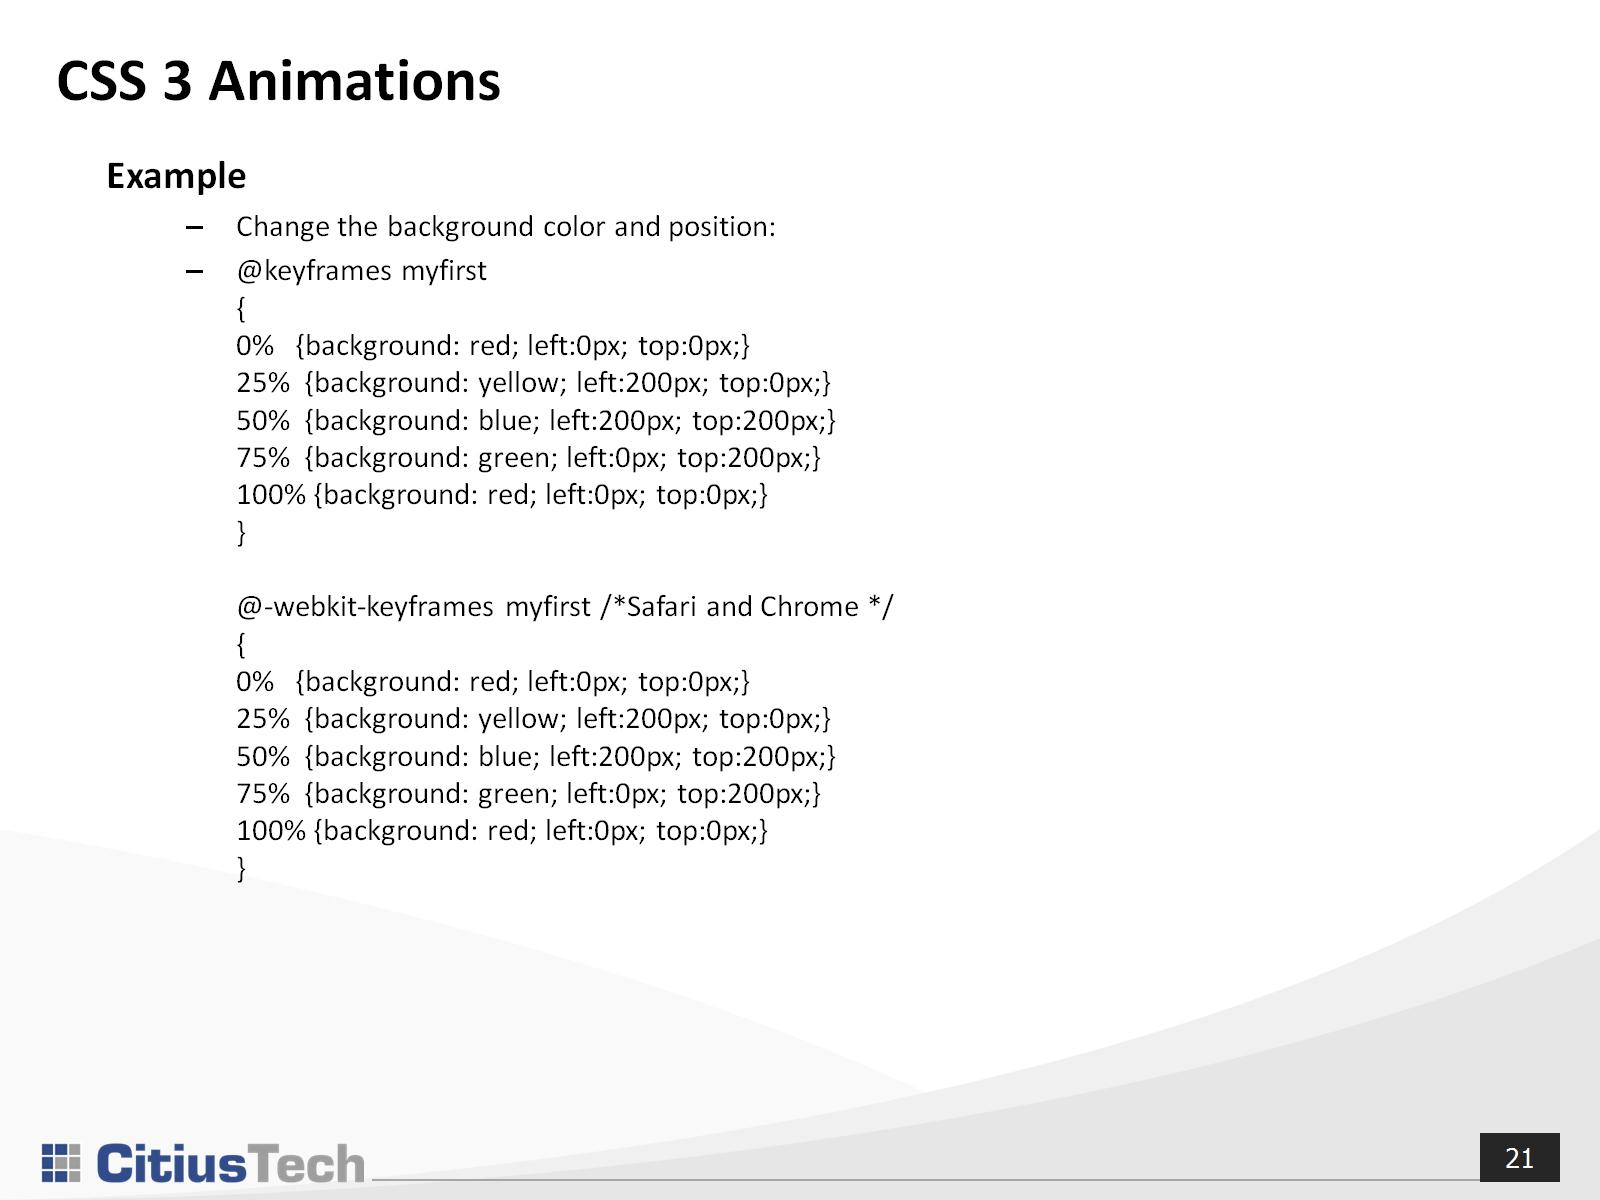 CSS 3 Animations
Example
– Change the background color and position:
– @keyframes myfirst
{
0% {background: red; left:0px; top:0px;}
25% {background: yellow; left:200px; top:0px;}
50% {background: blue; left:200px; top:200px;}
75% {background: green; left:0px; top:200px;}
100% {background: red; left:0px; top:0px;}
}
@-webkit-keyframes myfirst /*Safari and Chrome */
{
0% {background: red; left:0px; top:0px;}
25% {background: yellow; left:200px; top:0px;}
50% {background: blue; left:200px; top:200px;}
75% {background: green; left:0px; top:200px;}
100% {background: red; left:0px; top:0px;}
}
CitiusTech
21